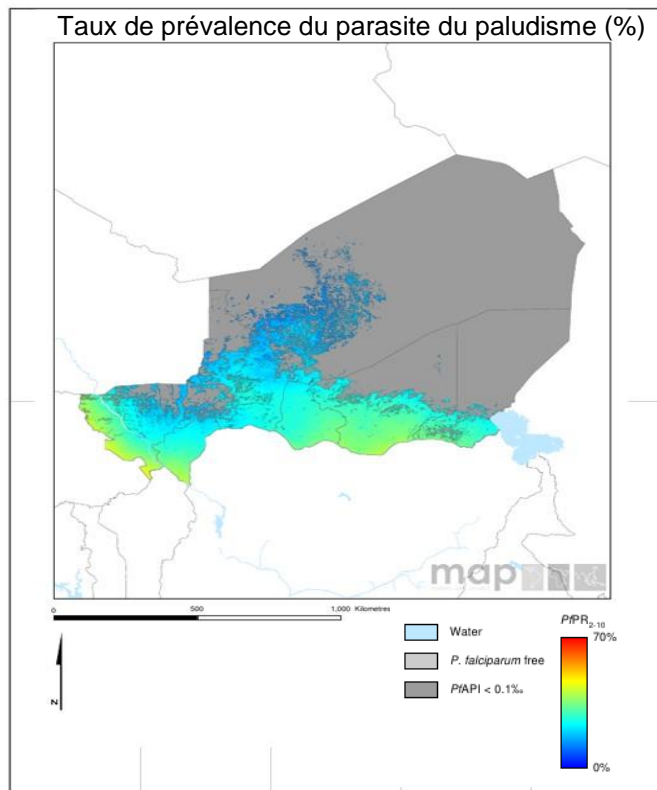 Taux de prévalence du parasite du paludisme (%)
map
0 500 1,000 Kilometres
N
Water
P. falciparum free
PfAPI < 0.1‰
PfPR2-10
70%
0%